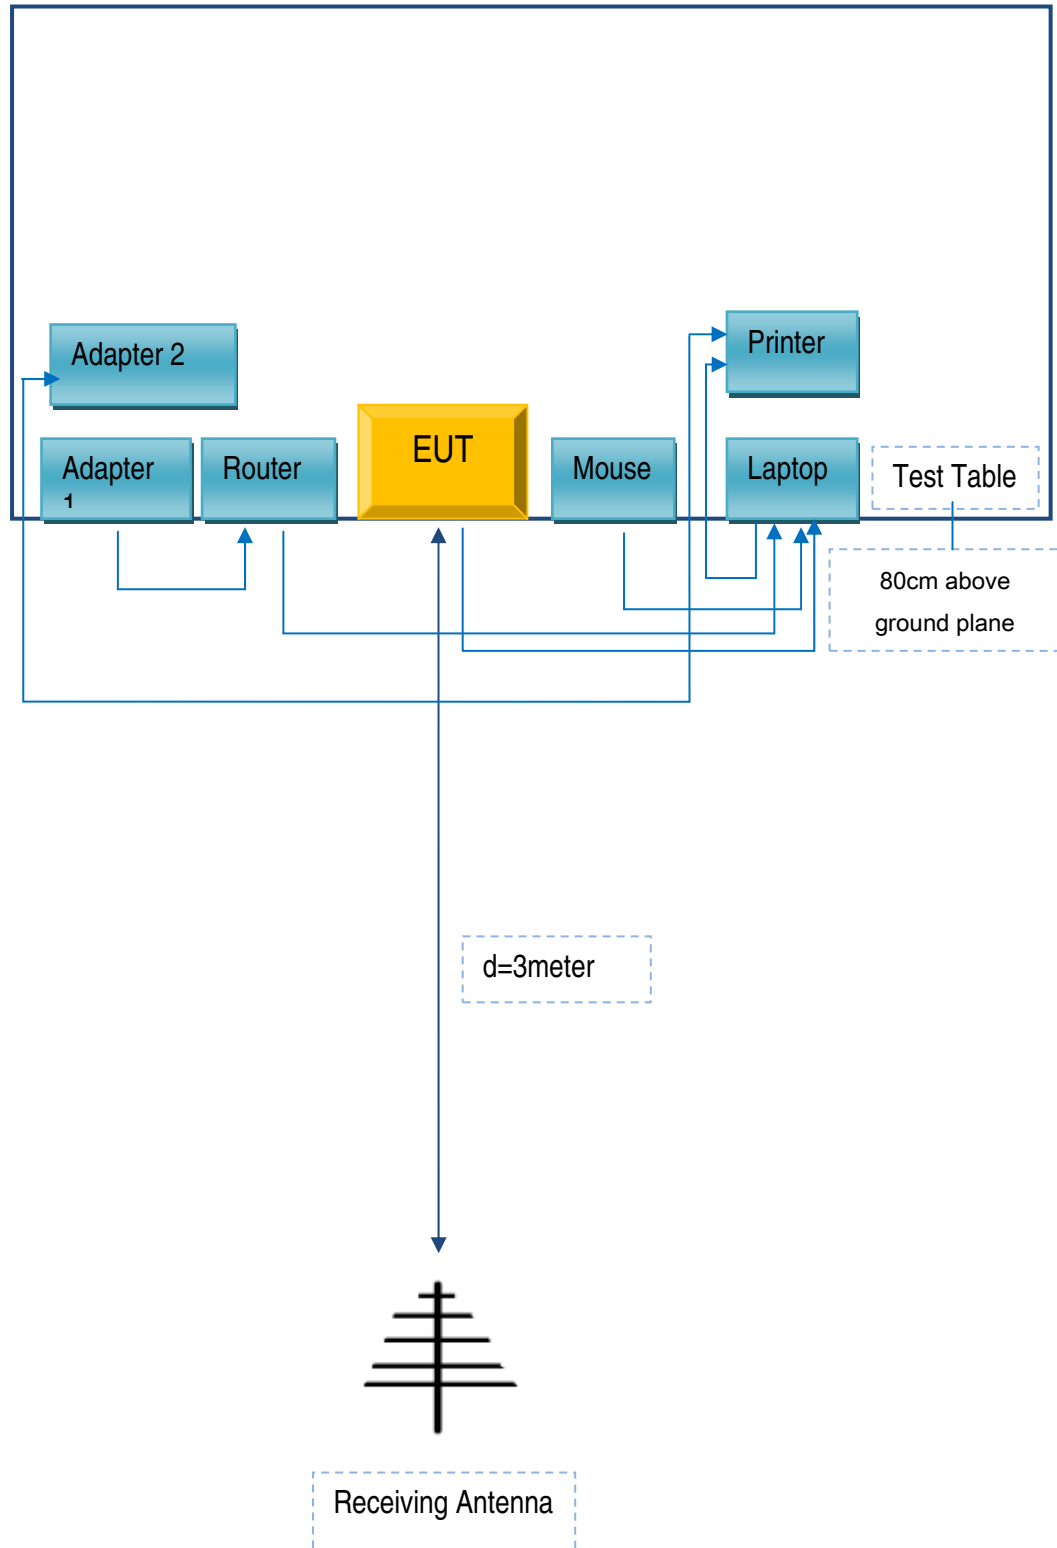 Adapter 2
Printer
EUT
Adapter
1
Router
Mouse
Laptop
Test Table
80cm above
ground plane
d=3meter
Receiving Antenna